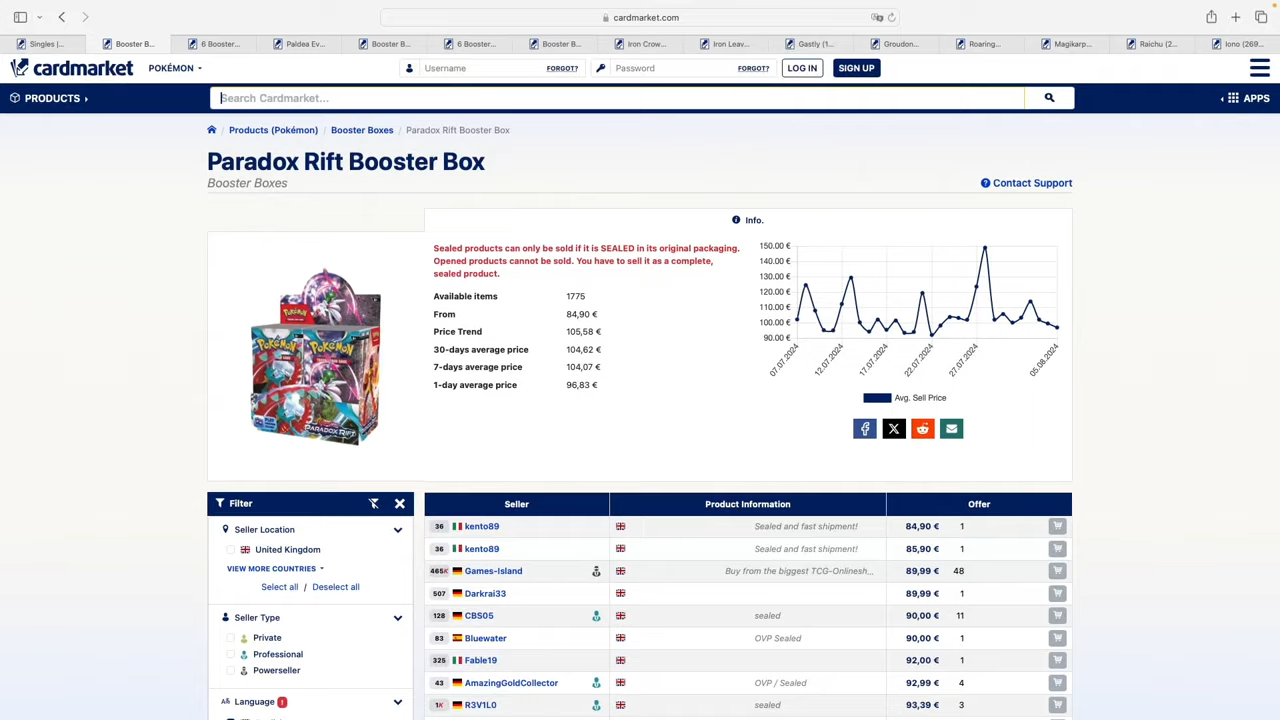 cardmarket.com
Singles |...
Booster B...
6 Booster...
Paldea Ev...
Booster B...
6 Booster...
Booster B...
Iron Crow...
Iron Leav...
Gastly (1...
Groudon...
Roaring...
Magikarp...
Raichu (2...
Iono (269...
cardmarket
POKÉMON
Username
FORGOT?
Password
FORGOT?
LOG IN
SIGN UP
PRODUCTS
Search Cardmarket...
APPS
Products (Pokémon) / Booster Boxes / Paradox Rift Booster Box
Paradox Rift Booster Box
Booster Boxes
Contact Support
Info.
Sealed products can only be sold if it is SEALED in its original packaging.
Opened products cannot be sold. You have to sell it as a complete,
sealed product.
Available items 1775
From 84,90 €
Price Trend 105,58 €
30-days average price 104,62 €
7-days average price 104,07 €
1-day average price 96,83 €
150.00 €
140.00 €
130.00 €
120.00 €
110.00 €
100.00 €
90.00 €
07.07.2024
12.07.2024
17.07.2024
22.07.2024
27.07.2024
05.08.2024
Avg. Sell Price
POKÉMON
POKÉMON
POKÉMON
PARADOX RIFT
Filter
Seller Location
United Kingdom
VIEW MORE COUNTRIES
Select all / Deselect all
Seller Type
Private
Professional
Powerseller
Language !
Seller Product Information Offer
36 kento89 Sealed and fast shipment! 84,90 € 1
36 kento89 Sealed and fast shipment! 85,90 € 1
465K Games-Island Buy from the biggest TCG-Onlinesh... 89,99 € 48
507 Darkrai33 89,99 € 1
128 CBS05 sealed 90,00 € 11
83 Bluewater OVP Sealed 90,00 € 1
325 Fable19 92,00 € 1
43 AmazingGoldCollector OVP / Sealed 92,99 € 4
1K R3V1L0 sealed 93,39 € 3